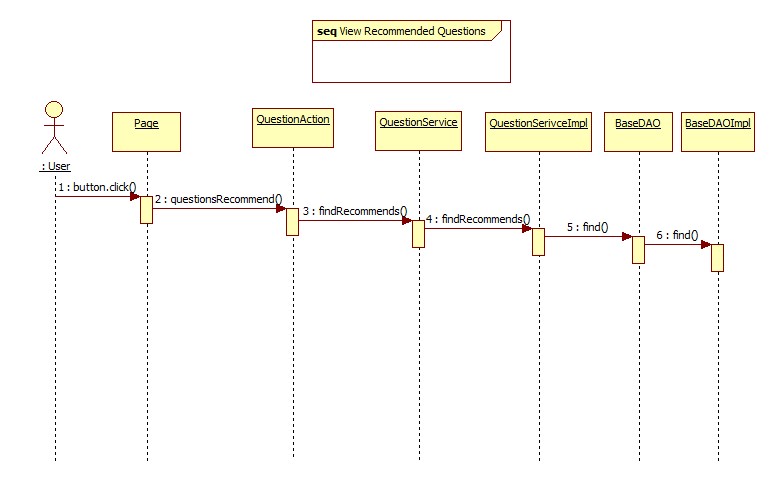 seq View Recommended Questions
: User
Page
QuestionAction
QuestionService
QuestionSerivceImpl
BaseDAO
BaseDAOImpl
1 : button.click()
2 : questionsRecommend()
3 : findRecommends()
4 : findRecommends()
5 : find()
6 : find()